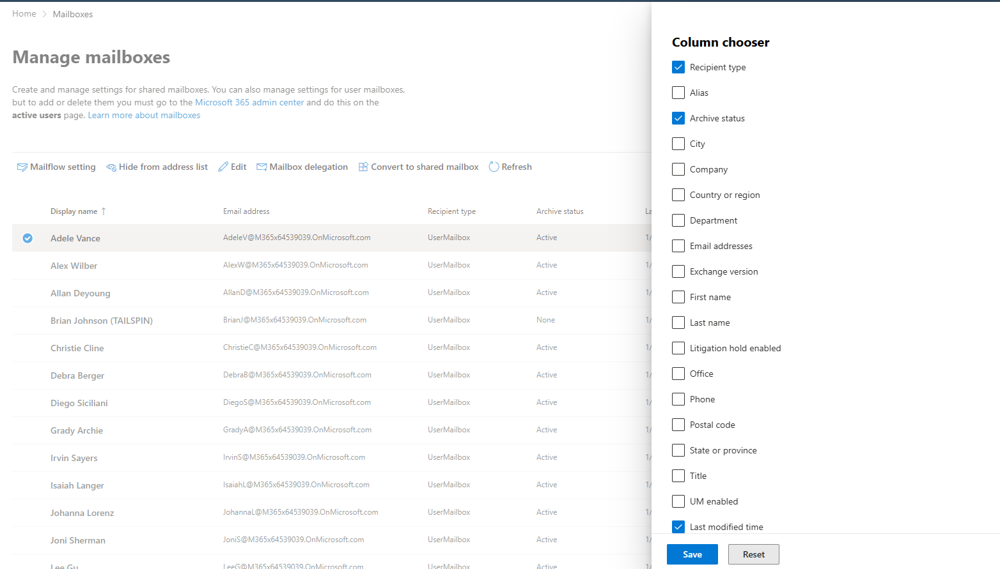 Home > Mailboxes
Manage mailboxes
Create and manage settings for shared mailboxes. You can also manage settings for user mailboxes,
but to add or delete them you must go to the Microsoft 365 admin center and do this on the
active users page. Learn more about mailboxes
Mailflow setting Hide from address list Edit Mailbox delegation Convert to shared mailbox Refresh
Display name ↑ Email address Recipient type Archive status La
Adele Vance AdeleV@M365x64539039.OnMicrosoft.com UserMailbox Active 1/
Alex Wilber AlexW@M365x64539039.OnMicrosoft.com UserMailbox Active 1/
Allan Deyoung AllanD@M365x64539039.OnMicrosoft.com UserMailbox Active 1/
Brian Johnson (TAILSPIN) BrianJ@M365x64539039.OnMicrosoft.com UserMailbox None 1/
Christie Cline ChristieC@M365x64539039.OnMicrosoft.com UserMailbox Active 1/
Debra Berger DebraB@M365x64539039.OnMicrosoft.com UserMailbox Active 1/
Diego Siciliani DiegoS@M365x64539039.OnMicrosoft.com UserMailbox Active 1/
Grady Archie GradyA@M365x64539039.OnMicrosoft.com UserMailbox Active 1/
Irvin Sayers IrvinS@M365x64539039.OnMicrosoft.com UserMailbox Active 1/
Isaiah Langer IsaiahL@M365x64539039.OnMicrosoft.com UserMailbox Active 1/
Johanna Lorenz JohannaL@M365x64539039.OnMicrosoft.com UserMailbox Active 1/
Joni Sherman JoniS@M365x64539039.OnMicrosoft.com UserMailbox Active 1/
Lee Gu LeeG@M365x64539039.OnMicrosoft.com UserMailbox Active 1/
Column chooser
Recipient type
Alias
Archive status
City
Company
Country or region
Department
Email addresses
Exchange version
First name
Last name
Litigation hold enabled
Office
Phone
Postal code
State or province
Title
UM enabled
Last modified time
Save Reset